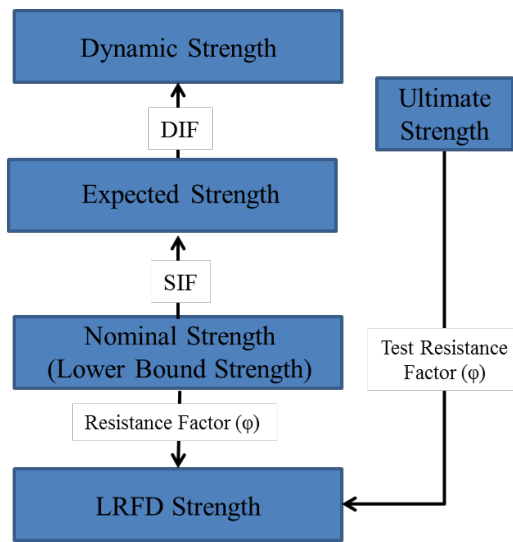 Dynamic Strength
DIF
Expected Strength
SIF
Nominal Strength
(Lower Bound Strength)
Resistance Factor (φ)
LRFD Strength
Ultimate
Strength
Test Resistance
Factor (φ)